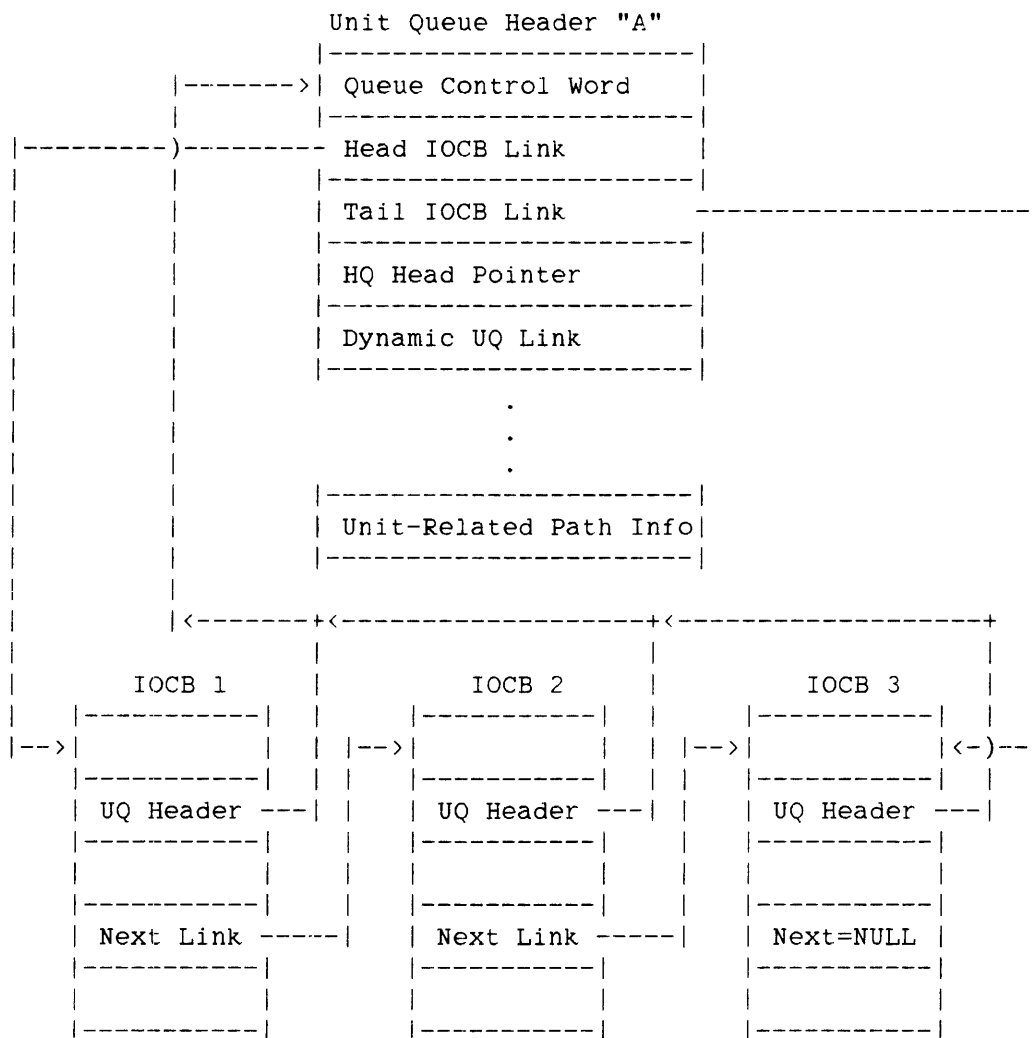 Unit Queue Header "A"
Queue Control Word
Head IOCB Link
Tail IOCB Link
HQ Head Pointer
Dynamic UQ Link
.
.
.
Unit-Related Path Info
IOCB 1 IOCB 2 IOCB 3
UQ Header UQ Header UQ Header
Next Link Next Link Next=NULL